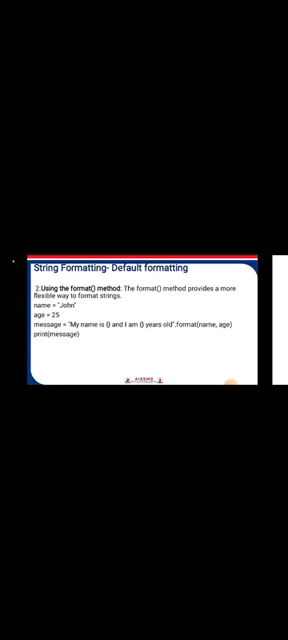 String Formatting- Default formatting
2.Using the format() method: The format() method provides a more
flexible way to format strings.
name = "John"
age = 25
message = "My name is {} and I am {} years old".format(name, age)
print(message)
AISSMS